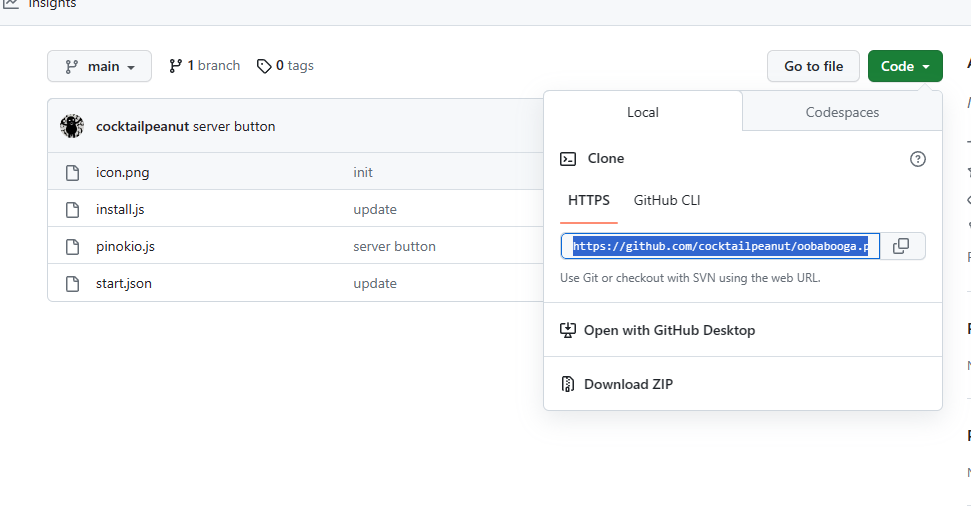 Insights
main
1 branch
0 tags
Go to file
Code
cocktailpeanut server button
icon.png init
install.js update
pinokio.js server button
start.json update
Local Codespaces
Clone
HTTPS GitHub CLI
https://github.com/cocktailpeanut/oobabooga.p
Use Git or checkout with SVN using the web URL.
Open with GitHub Desktop
Download ZIP